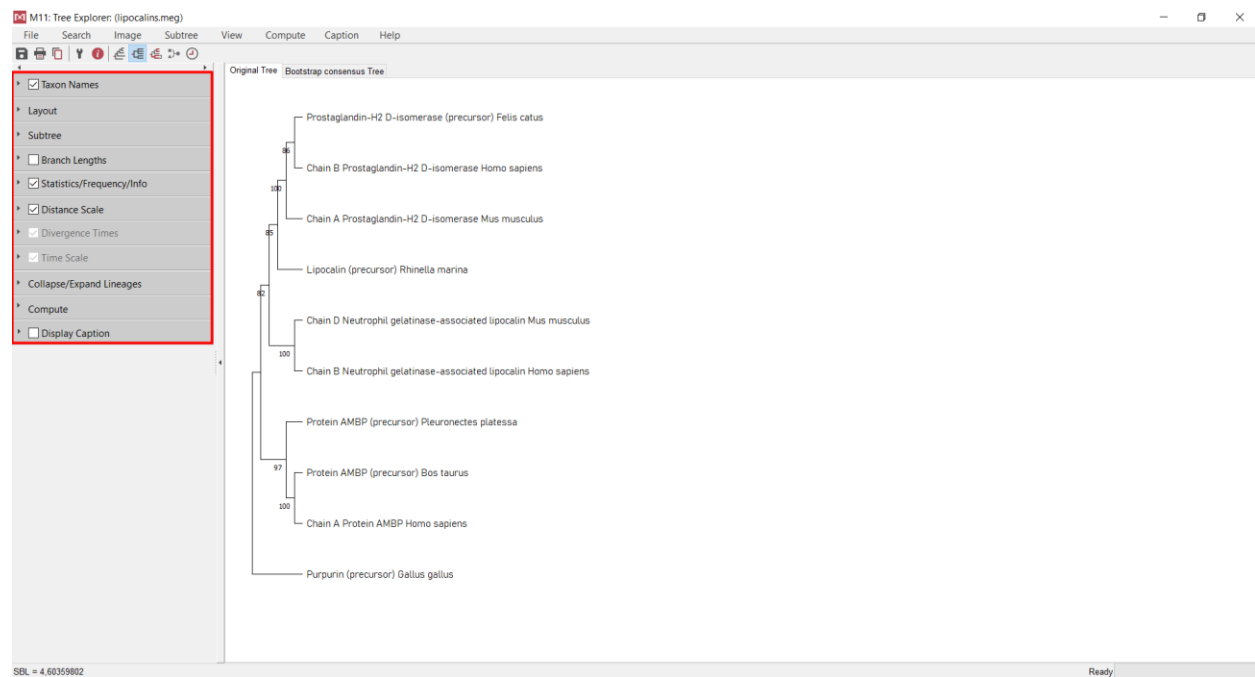 M11: Tree Explorer: (lipocalins.meg)
File Search Image Subtree View Compute Caption Help
Original Tree Bootstrap consensus Tree
Taxon Names
Layout
Subtree
Branch Lengths
Statistics/Frequency/Info
Distance Scale
Divergence Times
Time Scale
Collapse/Expand Lineages
Compute
Display Caption
Prostaglandin-H2 D-isomerase (precursor) Felis catus
86
Chain B Prostaglandin-H2 D-isomerase Homo sapiens
100
Chain A Prostaglandin-H2 D-isomerase Mus musculus
85
Lipocalin (precursor) Rhinella marina
82
Chain D Neutrophil gelatinase-associated lipocalin Mus musculus
100
Chain B Neutrophil gelatinase-associated lipocalin Homo sapiens
Protein AMBP (precursor) Pleuronectes platessa
97
Protein AMBP (precursor) Bos taurus
100
Chain A Protein AMBP Homo sapiens
Purpurin (precursor) Gallus gallus
SBL = 4,60359802
Ready